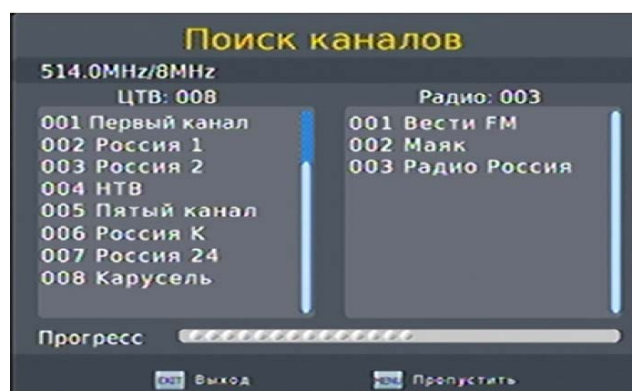 Поиск каналов
514.0MHz/8MHz
ЦТВ: 008
001 Первый канал
002 Россия 1
003 Россия 2
004 НТВ
005 Пятый канал
006 Россия К
007 Россия 24
008 Карусель
Радио: 003
001 Вести FM
002 Маяк
003 Радио Россия
Прогресс
EXIT Выход
MENU Пропустить